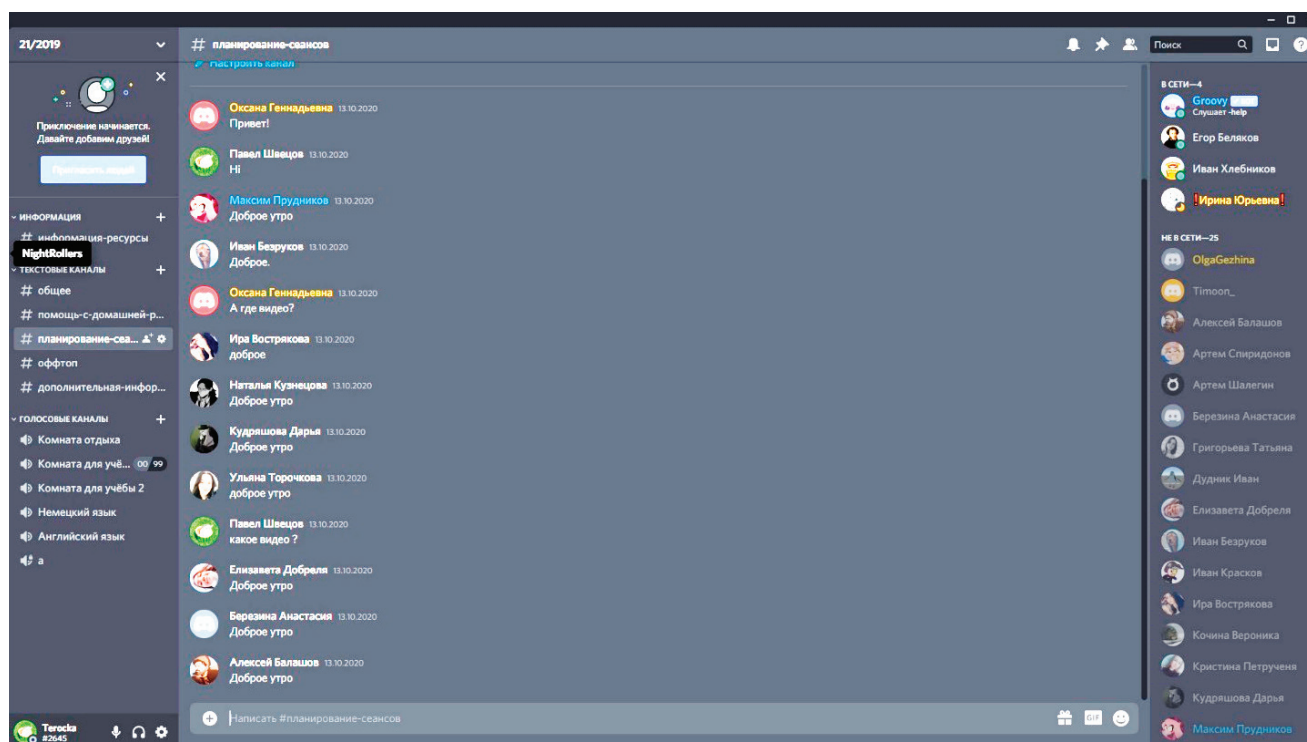 21/2019
Приключение начинается.
Давайте добавим друзей!
ИНФОРМАЦИЯ
информация-ресурсы
NightRollers
ТЕКСТОВЫЕ КАНАЛЫ
# общее
# помощь-с-домашней-р...
# планирование-сеа...
# оффтоп
# дополнительная-инфор...
ГОЛОСОВЫЕ КАНАЛЫ
Комната отдыха
Комната для учё... 00 99
Комната для учёбы 2
Немецкий язык
Английский язык
a
Terocka
#2645
# планирование-сеансов
Настроить канал
Оксана Геннадьевна 13.10.2020
Привет!
Павел Швецов 13.10.2020
Hi
Максим Прудников 13.10.2020
Доброе утро
Иван Безруков 13.10.2020
Доброе.
Оксана Геннадьевна 13.10.2020
А где видео?
Ира Вострякова 13.10.2020
доброе
Наталья Кузнецова 13.10.2020
Доброе утро
Кудряшова Дарья 13.10.2020
Доброе утро
Ульяна Торочкова 13.10.2020
доброе утро
Павел Швецов 13.10.2020
какое видео ?
Елизавета Добреля 13.10.2020
Доброе утро
Березина Анастасия 13.10.2020
Доброе утро
Алексей Балашов 13.10.2020
Доброе утро
Написать #планирование-сеансов
GIF
Поиск
В СЕТИ—4
Groovy
Слушает -help
Егор Беляков
Иван Хлебников
❗Ирина Юрьевна❗
НЕ В СЕТИ—25
OlgaGezhina
Timoon_
Алексей Балашов
Артем Спиридонов
Артем Шалегин
Березина Анастасия
Григорьева Татьяна
Дудник Иван
Елизавета Добреля
Иван Безруков
Иван Красков
Ира Вострякова
Кочина Вероника
Кристина Петрученя
Кудряшова Дарья
Максим Прудников